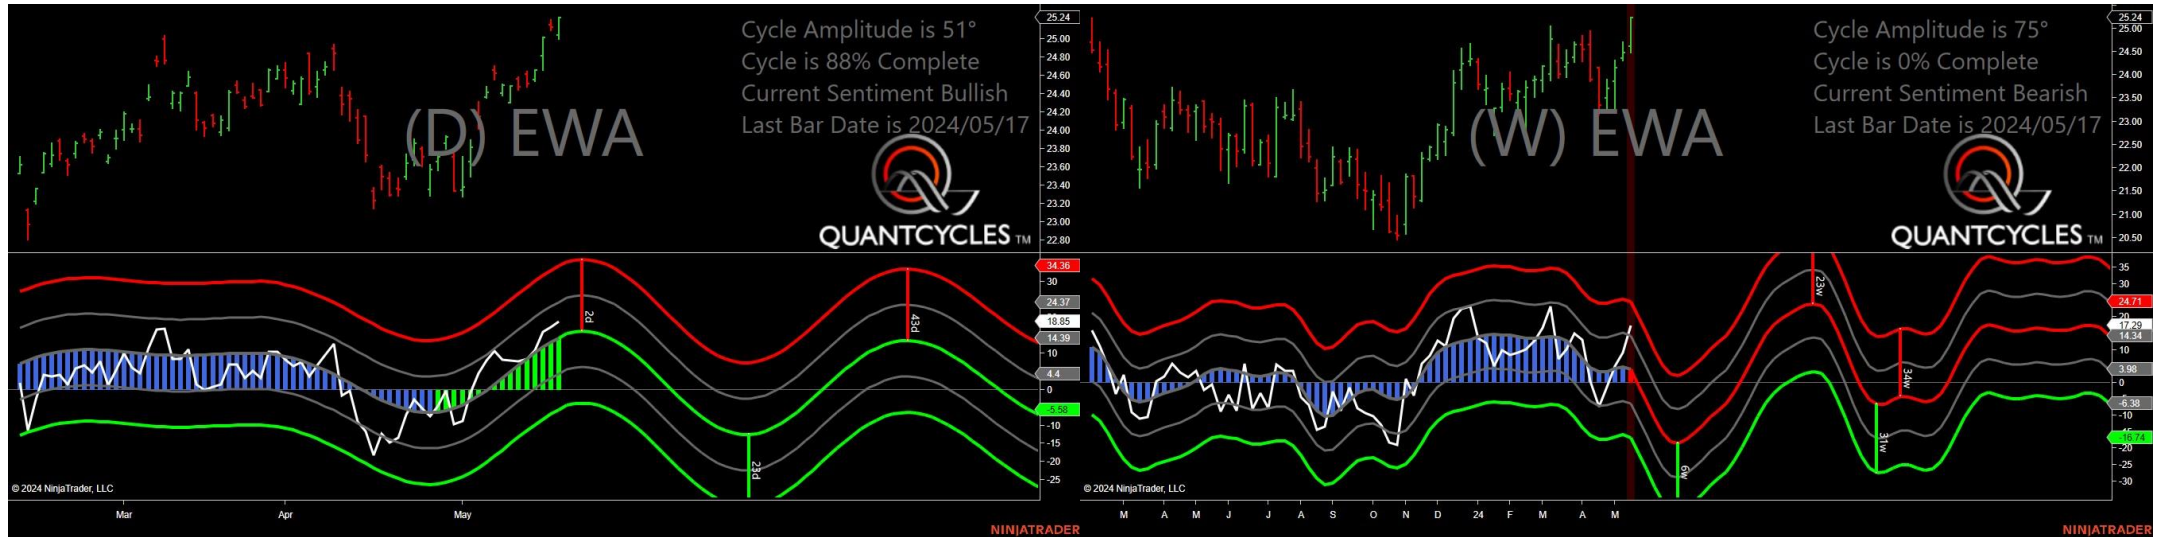 Cycle Amplitude is 51°
Cycle is 88% Complete
Current Sentiment Bullish
Last Bar Date is 2024/05/17
(D) EWA
QUANTCYCLES TM
25.24
25.00
24.80
24.60
24.40
24.20
24.00
23.80
23.60
23.40
23.20
23.00
22.80
34.36
30
24.37
18.85
14.39
10
4.4
0
-5.58
-10
-15
-20
-25
2d
43d
23d
© 2024 NinjaTrader, LLC
Mar Apr May
NINJATRADER
Cycle Amplitude is 75°
Cycle is 0% Complete
Current Sentiment Bearish
Last Bar Date is 2024/05/17
(W) EWA
QUANTCYCLES TM
25.24
25.00
24.50
24.00
23.50
23.00
22.50
22.00
21.50
21.00
20.50
35
30
24.71
20
17.29
14.34
10
3.98
0
-6.38
-10
-16.74
-20
-25
-30
23w
34w
31w
6w
© 2024 NinjaTrader, LLC
M A M J J A S O N D 24 F M A M
NINJATRADER